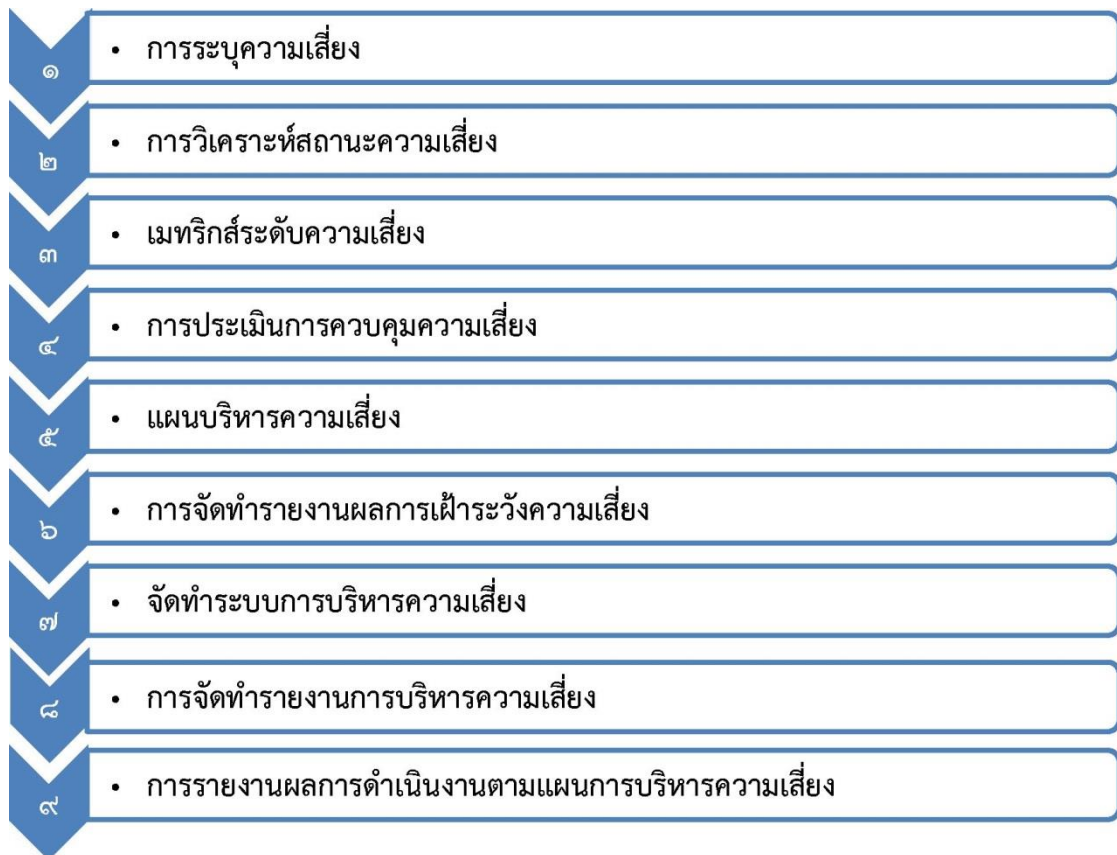 ๑ • การระบุความเสี่ยง
๒ • การวิเคราะห์สถานะความเสี่ยง
๓ • เมทริกส์ระดับความเสี่ยง
๔ • การประเมินการควบคุมความเสี่ยง
๕ • แผนบริหารความเสี่ยง
๖ • การจัดทำรายงานผลการเฝ้าระวังความเสี่ยง
๗ • จัดทำระบบการบริหารความเสี่ยง
๘ • การจัดทำรายงานการบริหารความเสี่ยง
๙ • การรายงานผลการดำเนินงานตามแผนการบริหารความเสี่ยง